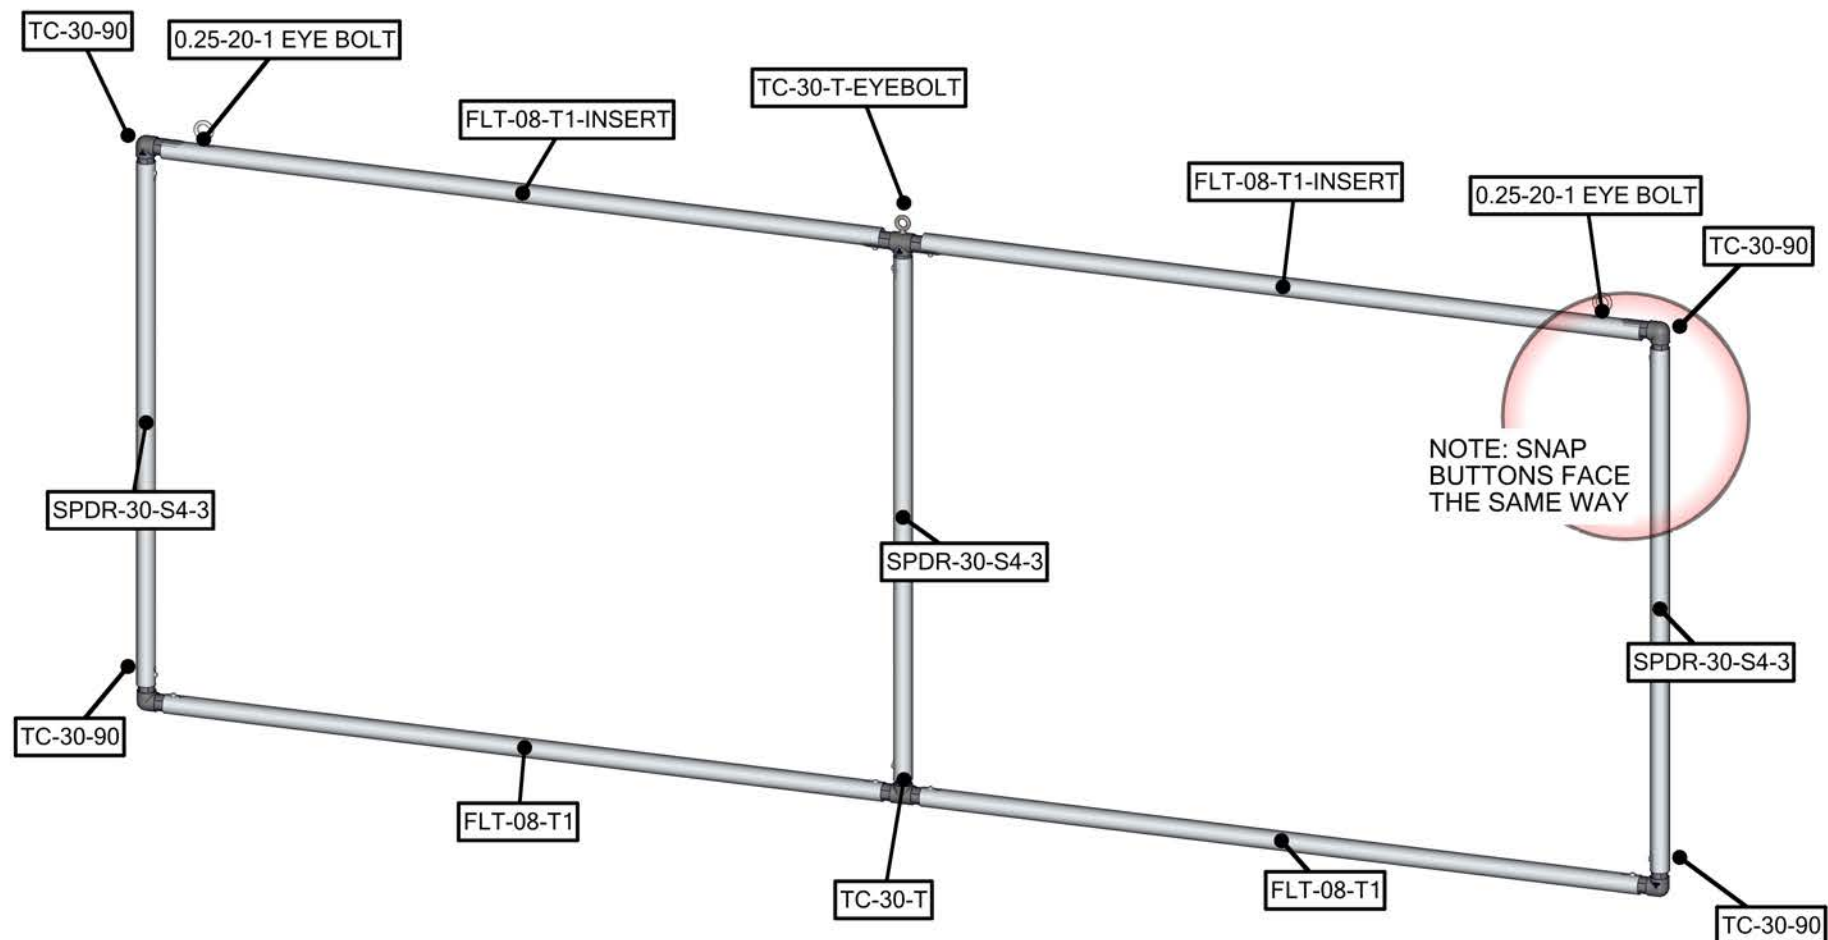 TC-30-90
0.25-20-1 EYE BOLT
TC-30-T-EYEBOLT
FLT-08-T1-INSERT
FLT-08-T1-INSERT
0.25-20-1 EYE BOLT
TC-30-90
NOTE: SNAP
BUTTONS FACE
THE SAME WAY
SPDR-30-S4-3
SPDR-30-S4-3
SPDR-30-S4-3
TC-30-90
FLT-08-T1
TC-30-T
FLT-08-T1
TC-30-90